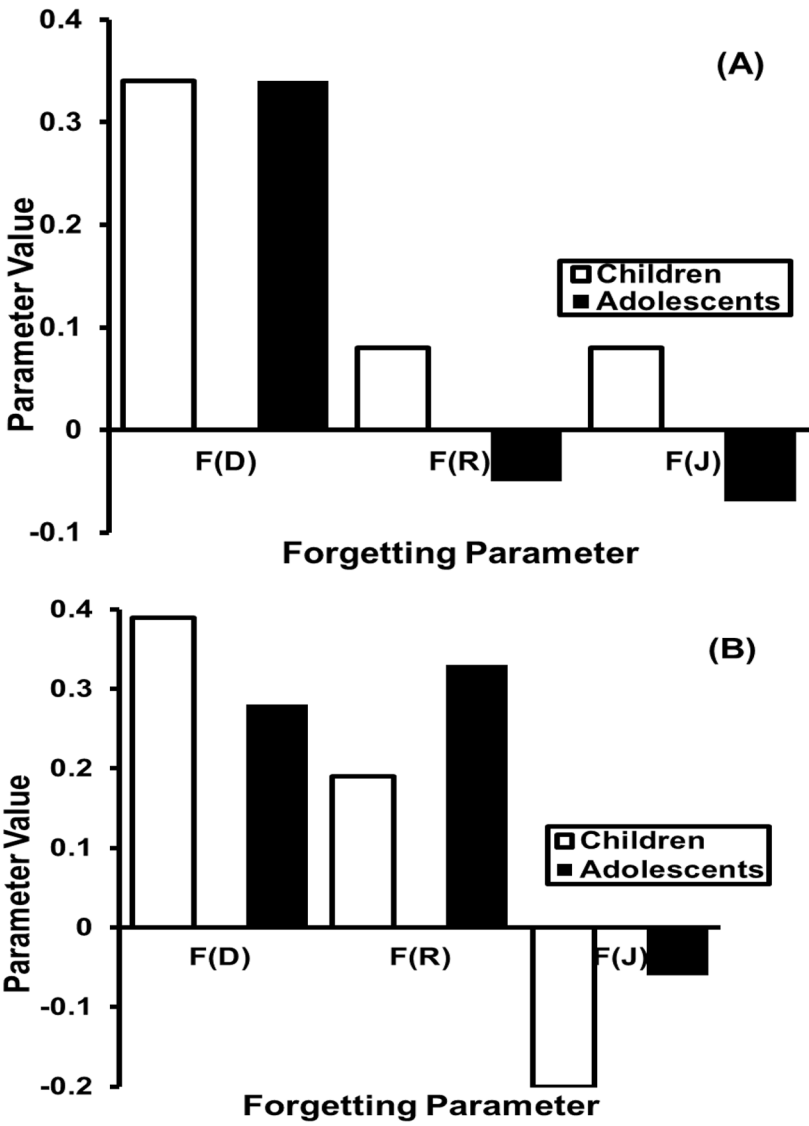 0.4
(A)
0.3
0.2
Parameter Value
Children
Adolescents
0.1
0
F(D) F(R) F(J)
-0.1
Forgetting Parameter
0.4
(B)
0.3
0.2
Parameter Value
Children
Adolescents
0.1
0
F(D) F(R) F(J)
-0.1
-0.2
Forgetting Parameter